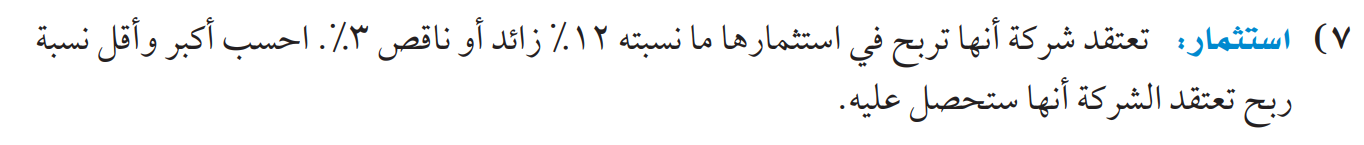 ٧) استثمار: تعتقد شركة أنها تربح في استثمارها ما نسبته ١٢٪ زائد أو ناقص ٣٪. احسب أكبر وأقل نسبة
ربح تعتقد الشركة أنها ستحصل عليه.